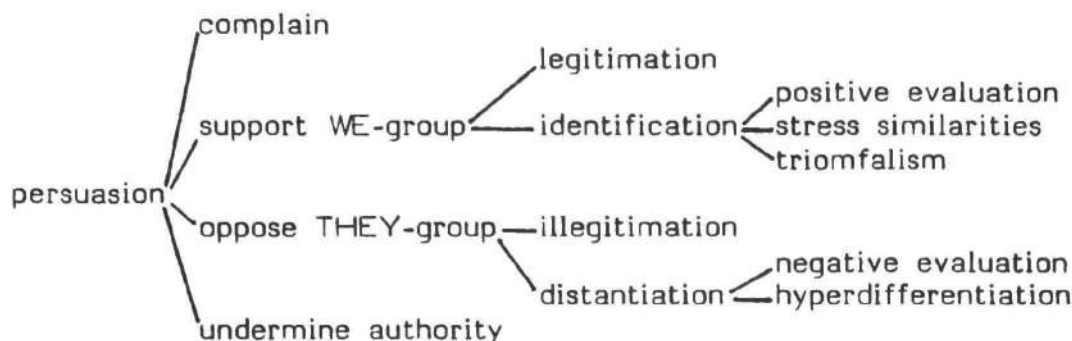 complain
legitimation
positive evaluation
support WE-group identification stress similarities
triomfalism
persuasion
oppose THEY-group illegitimation
negative evaluation
distantiation hyperdifferentiation
undermine authority